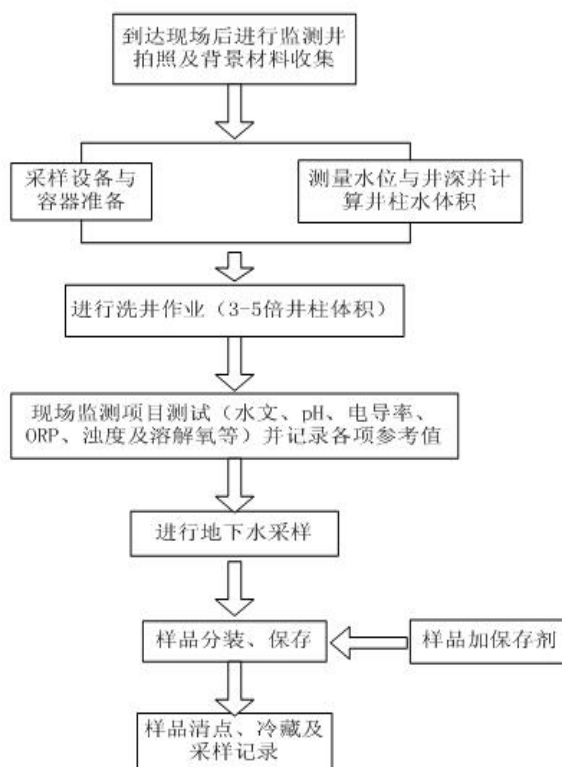 到达现场后进行监测井
拍照及背景材料收集
采样设备与
容器准备
测量水位与井深并计
算井柱水体积
进行洗井作业（3-5倍井柱体积）
现场监测项目测试（水文、pH、电导率、
ORP、浊度及溶解氧等）并记录各项参考值
进行地下水采样
样品分装、保存
样品加保存剂
样品清点、冷藏及
采样记录